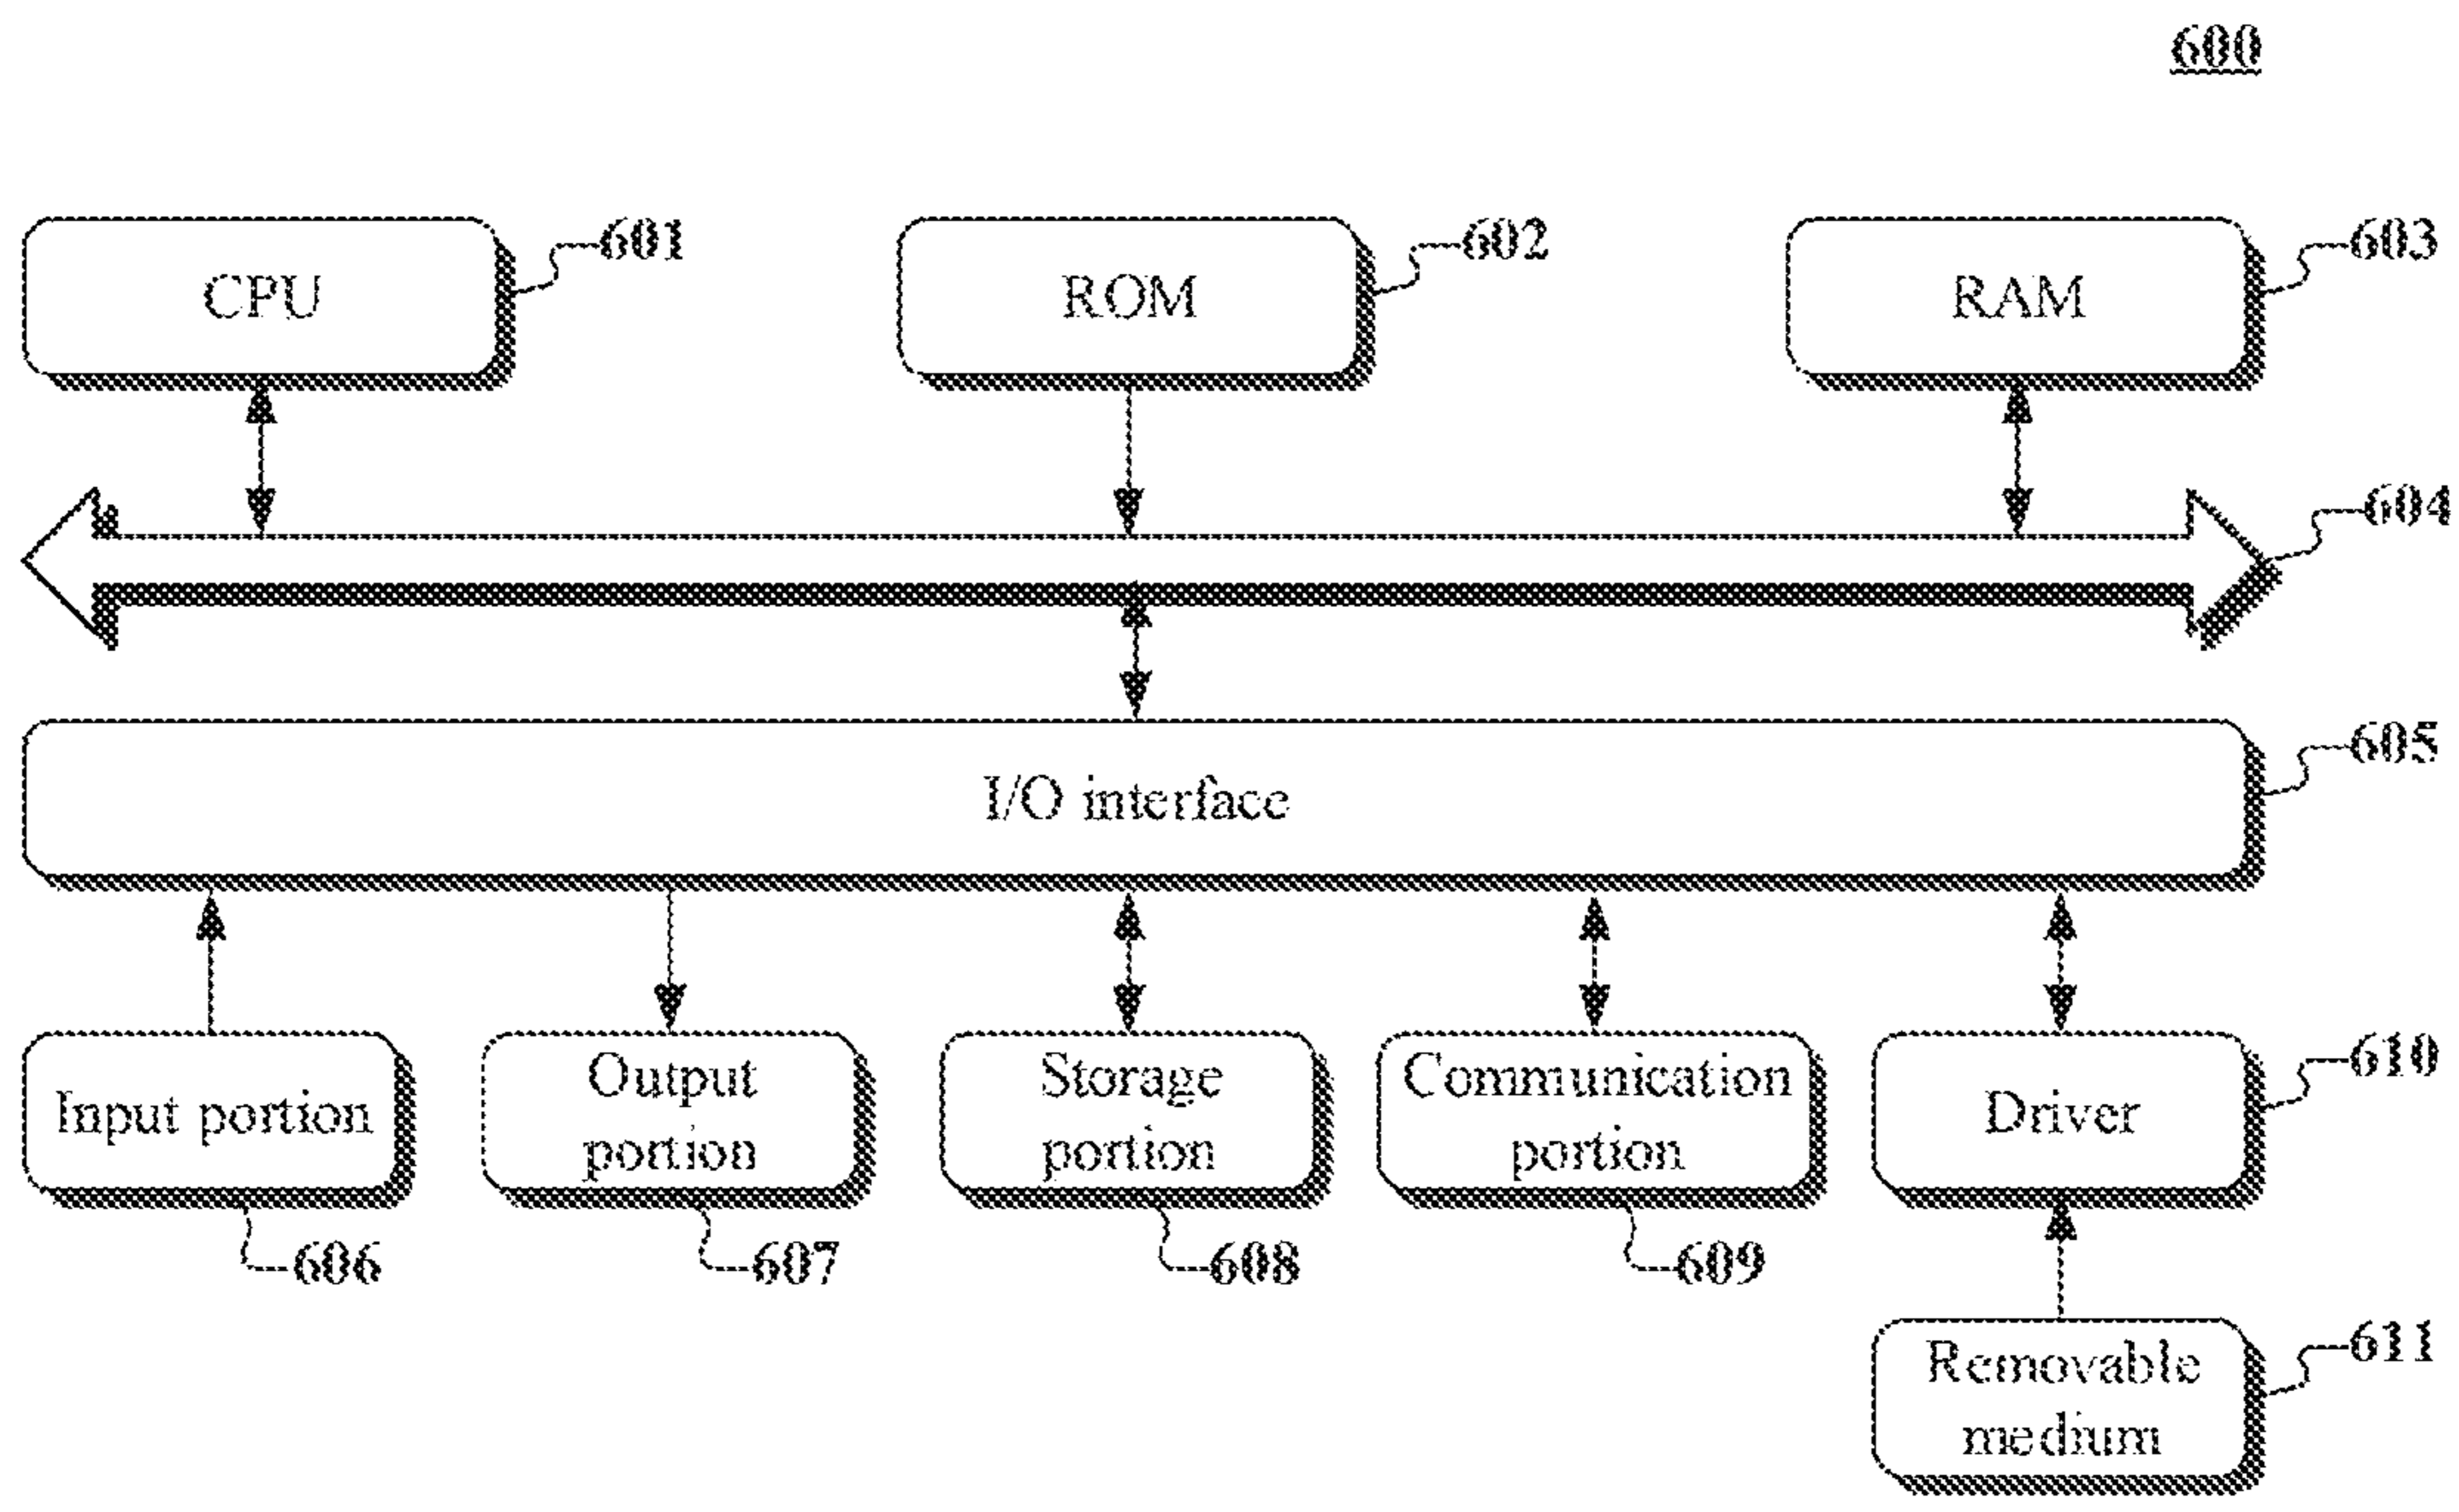 600
CPU
601
ROM
602
RAM
603
604
I/O interface
605
Input portion
Output
portion
Storage
portion
Communication
portion
Driver
610
606
607
608
609
Removable
medium
611